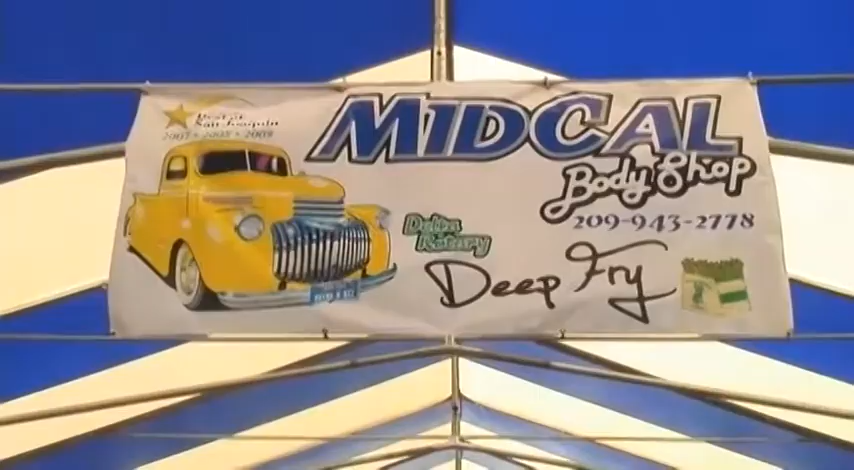 Best of
San Joaquin
2007 • 2008 • 2009
MIDCAL
Body Shop
209-943-2778
Delta
Rotary
Deep Fry